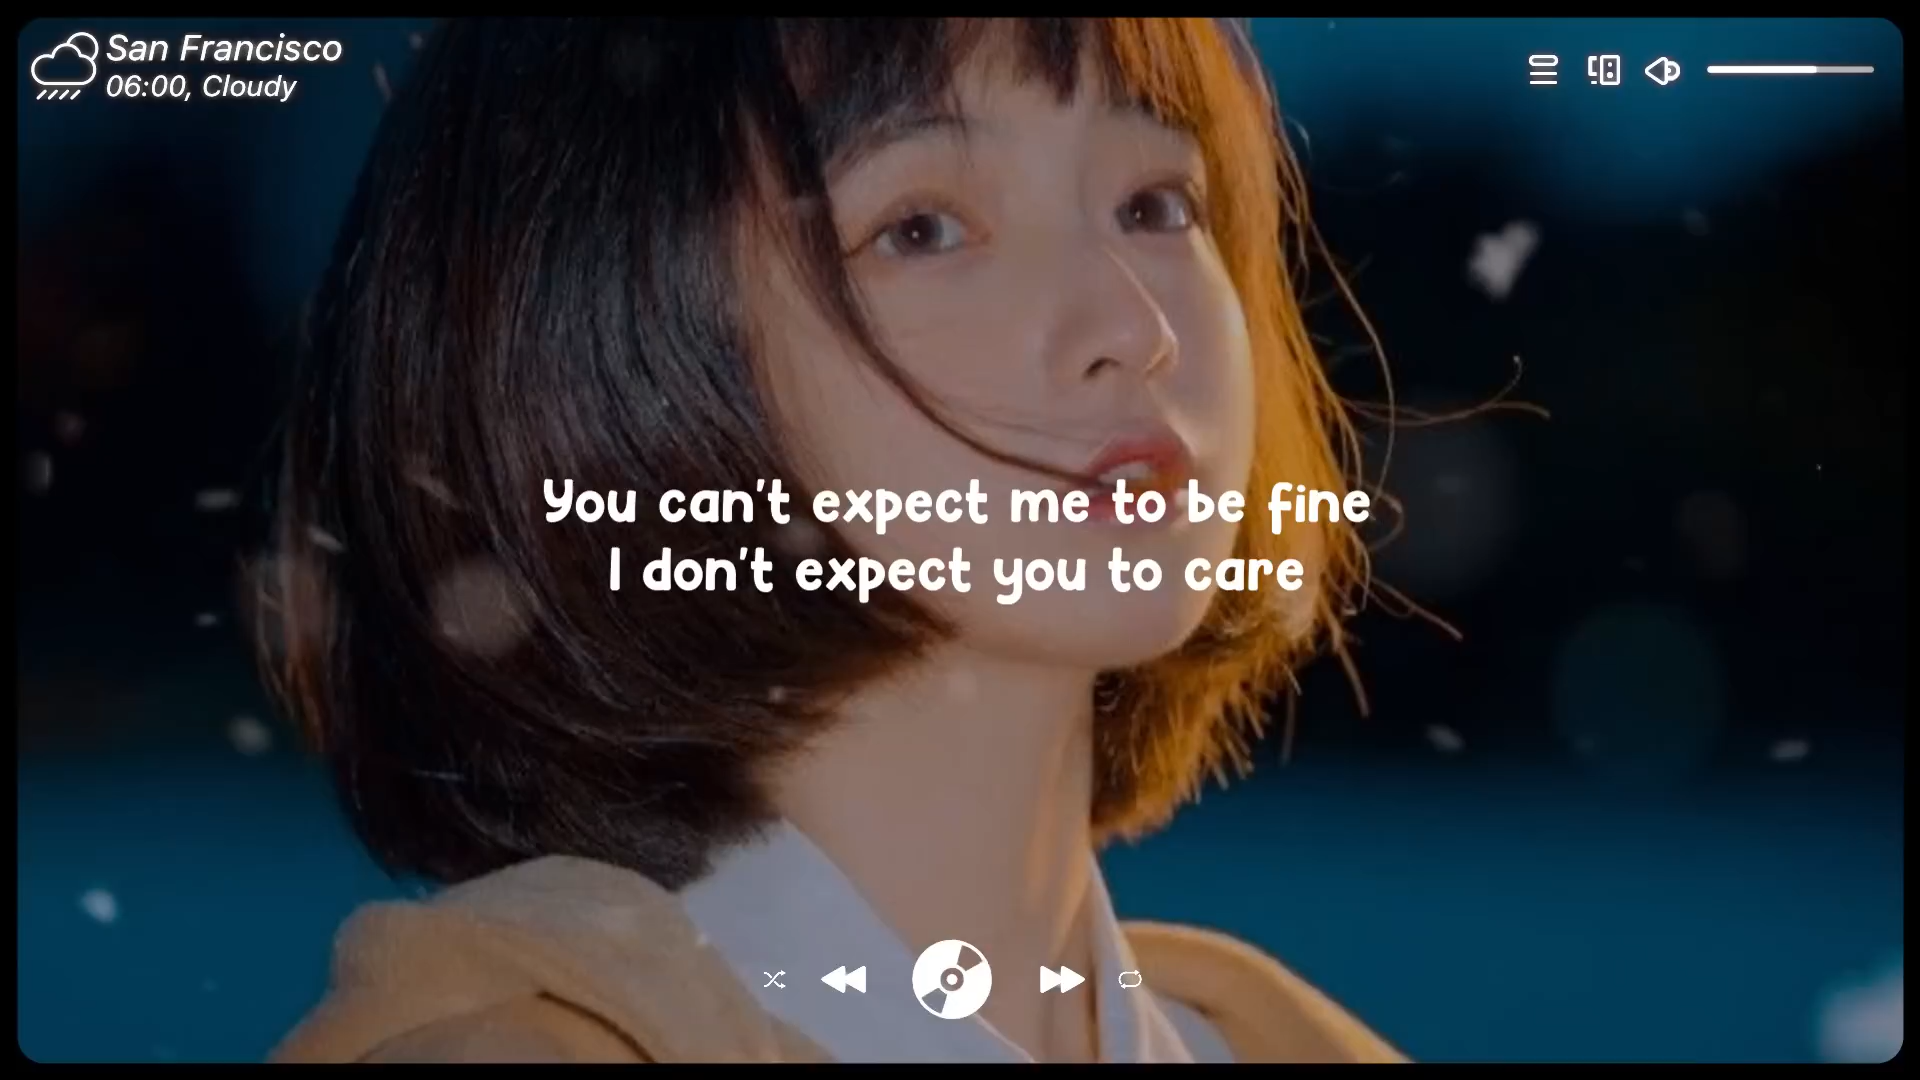 San Francisco
06:00, Cloudy
You can't expect me to be fine
I don't expect you to care